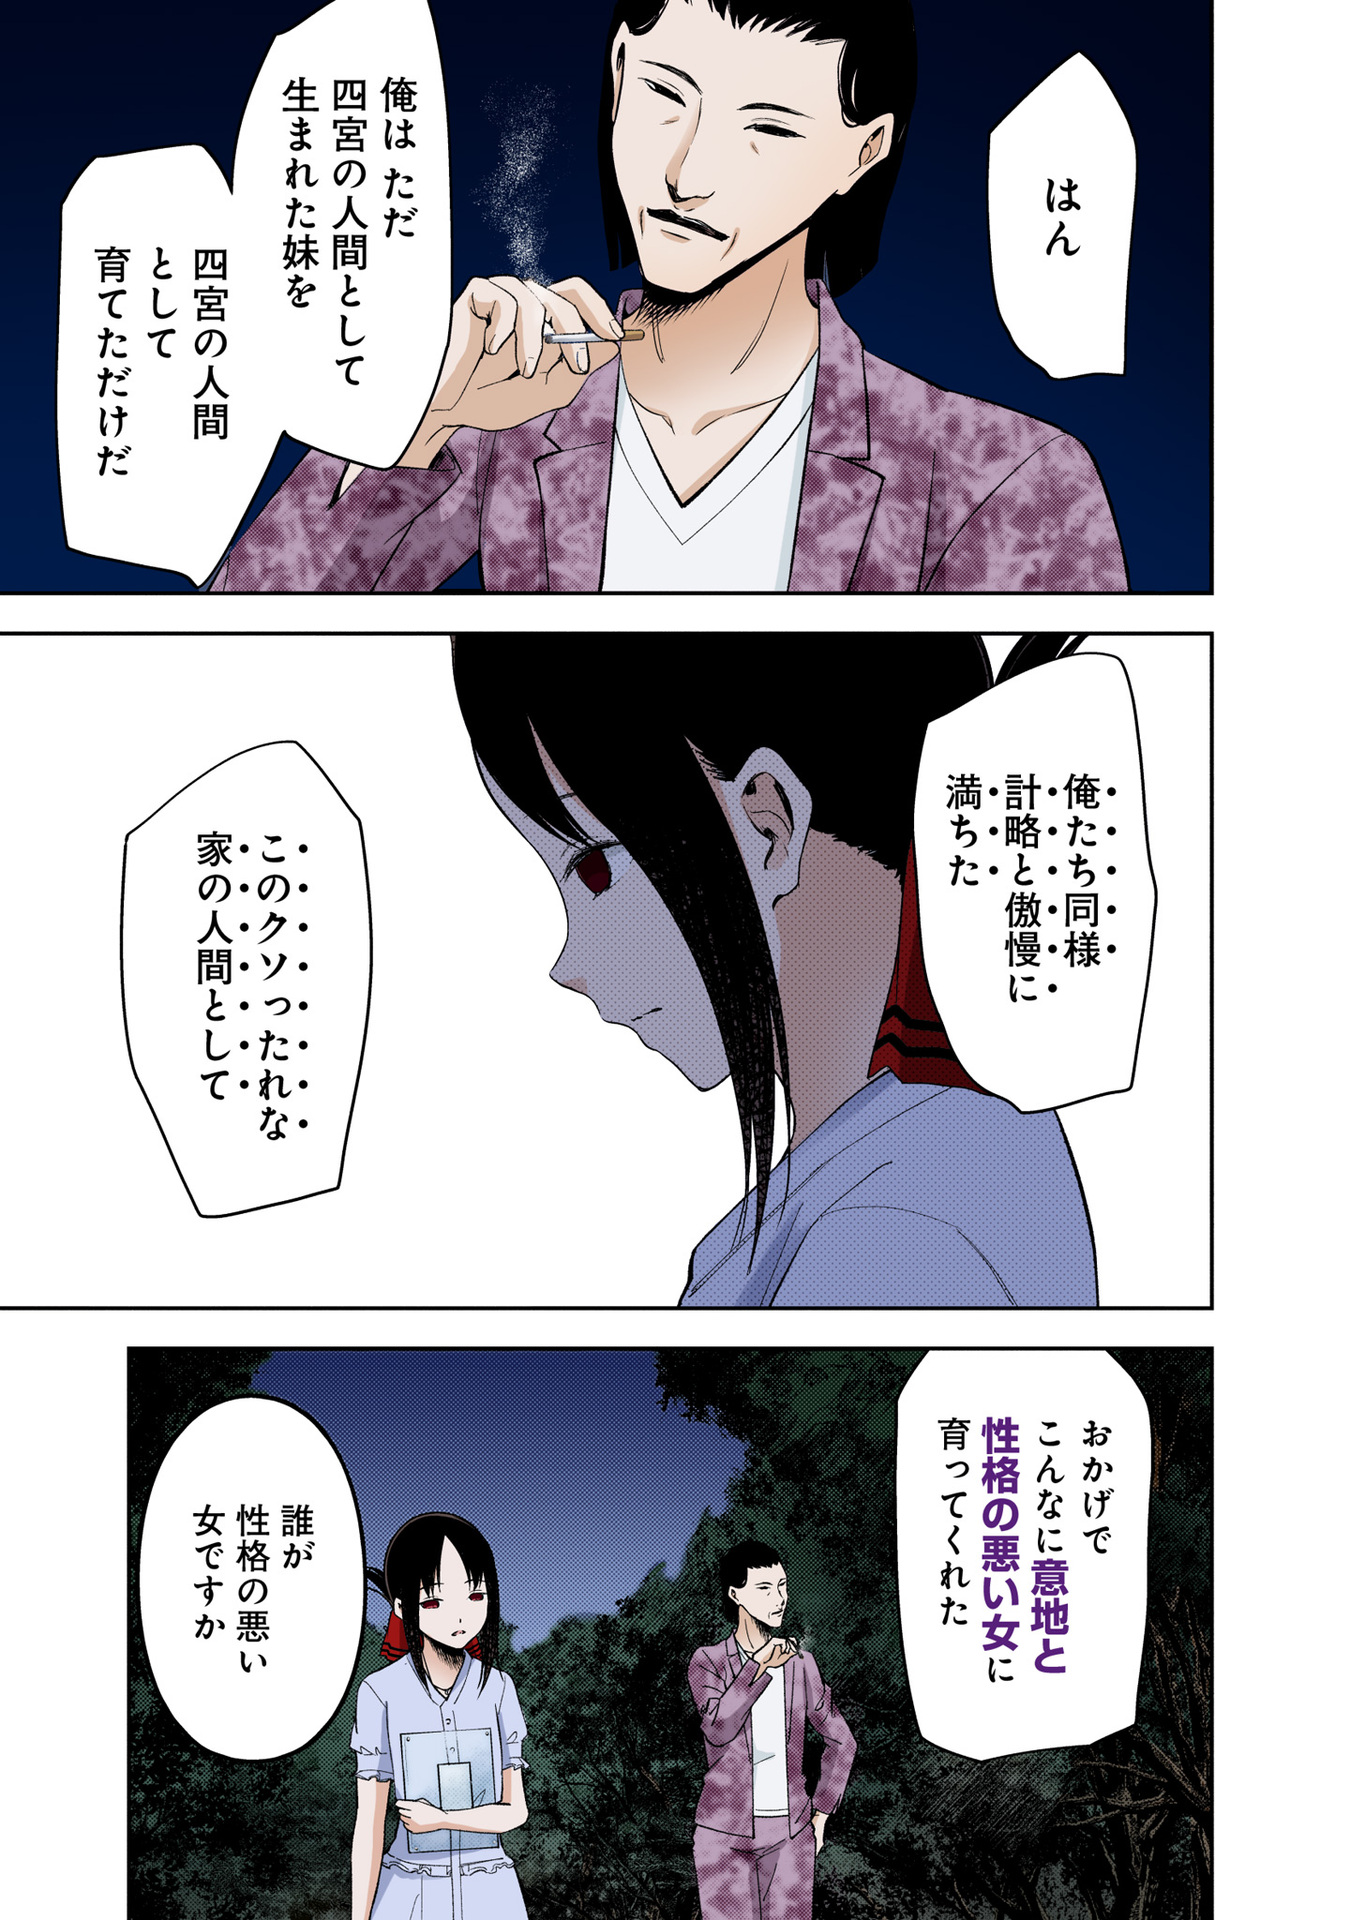 はん
俺は ただ
四宮の人間として
生まれた妹を
四宮の人間
として
育てただけだ
俺たち同様
計略と傲慢に
満ちた
このクソったれな
家の人間として
おかげで
こんなに意地と
性格の悪い女に
育ってくれた
誰が
性格の悪い
女ですか